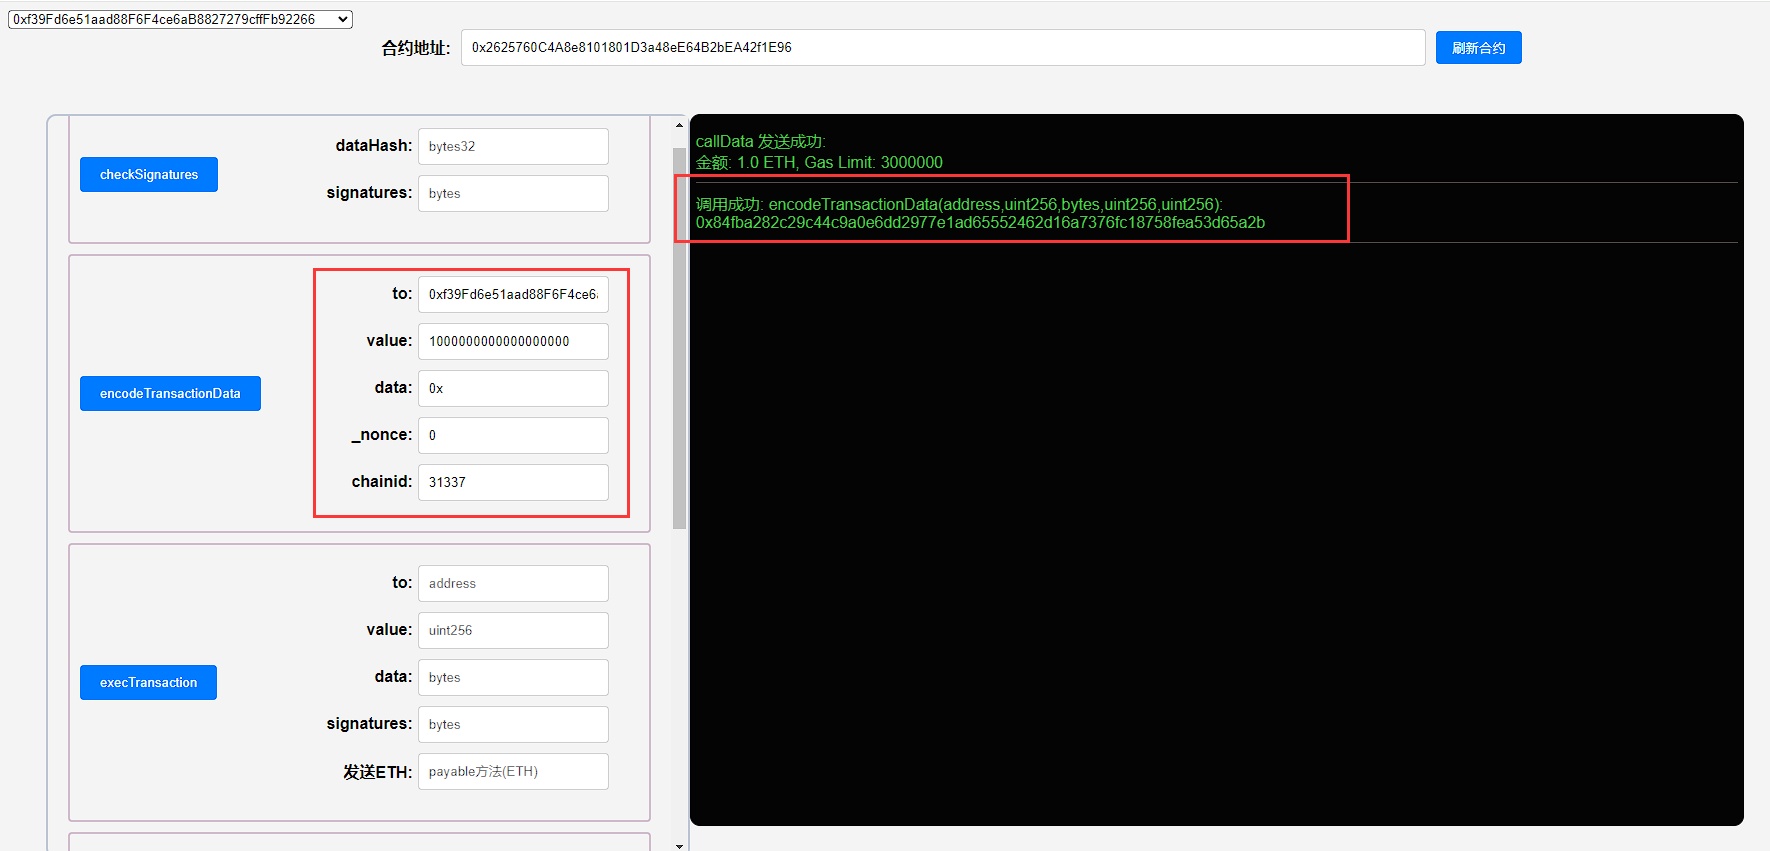 0xf39Fd6e51aad88F6F4ce6aB8827279cffFb92266
合约地址: 0x2625760C4A8e8101801D3a48eE64B2bEA42f1E96 刷新合约
dataHash: bytes32
checkSignatures
signatures: bytes
to: 0xf39Fd6e51aad88F6F4ce6a
value: 1000000000000000000
data: 0x
encodeTransactionData
_nonce: 0
chainid: 31337
to: address
value: uint256
data: bytes
execTransaction
signatures: bytes
发送ETH: payable方法(ETH)
callData 发送成功:
金额: 1.0 ETH, Gas Limit: 3000000
调用成功: encodeTransactionData(address,uint256,bytes,uint256,uint256):
0x84fba282c29c44c9a0e6dd2977e1ad65552462d16a7376fc18758fea53d65a2b